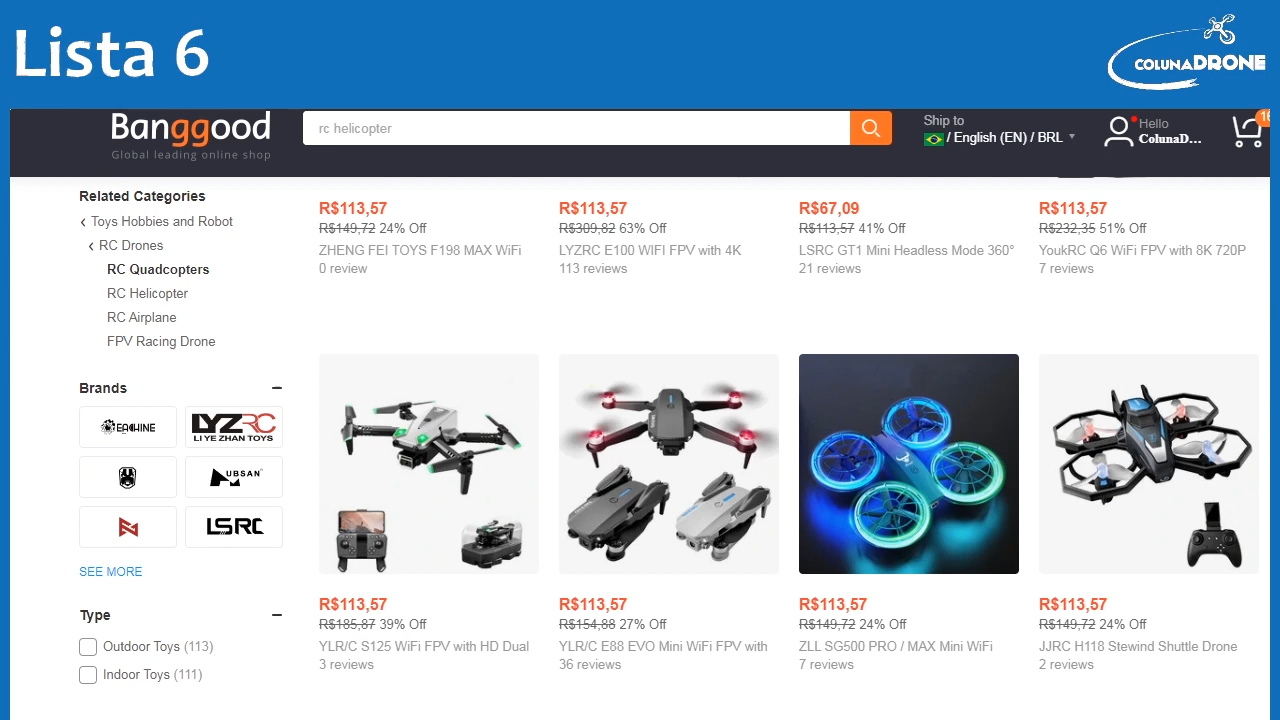 Lista 6
COLUNADRONE
Banggood
Global leading online shop
rc helicopter
Ship to
/ English (EN) / BRL
Hello
ColunaD...
16
Related Categories
Toys Hobbies and Robot
RC Drones
RC Quadcopters
RC Helicopter
RC Airplane
FPV Racing Drone
Brands
EACHINE
LYZRC
LI YE ZHAN TOYS
UBSAN
LSRC
SEE MORE
Type
Outdoor Toys (113)
Indoor Toys (111)
R$113,57
R$149,72 24% Off
ZHENG FEI TOYS F198 MAX WiFi
0 review
R$113,57
R$309,82 63% Off
LYZRC E100 WIFI FPV with 4K
113 reviews
R$67,09
R$113,57 41% Off
LSRC GT1 Mini Headless Mode 360°
21 reviews
R$113,57
R$232,35 51% Off
YoukRC Q6 WiFi FPV with 8K 720P
7 reviews
R$113,57
R$185,87 39% Off
YLR/C S125 WiFi FPV with HD Dual
3 reviews
R$113,57
R$154,88 27% Off
YLR/C E88 EVO Mini WiFi FPV with
36 reviews
R$113,57
R$149,72 24% Off
ZLL SG500 PRO / MAX Mini WiFi
7 reviews
R$113,57
R$149,72 24% Off
JJRC H118 Stewind Shuttle Drone
2 reviews